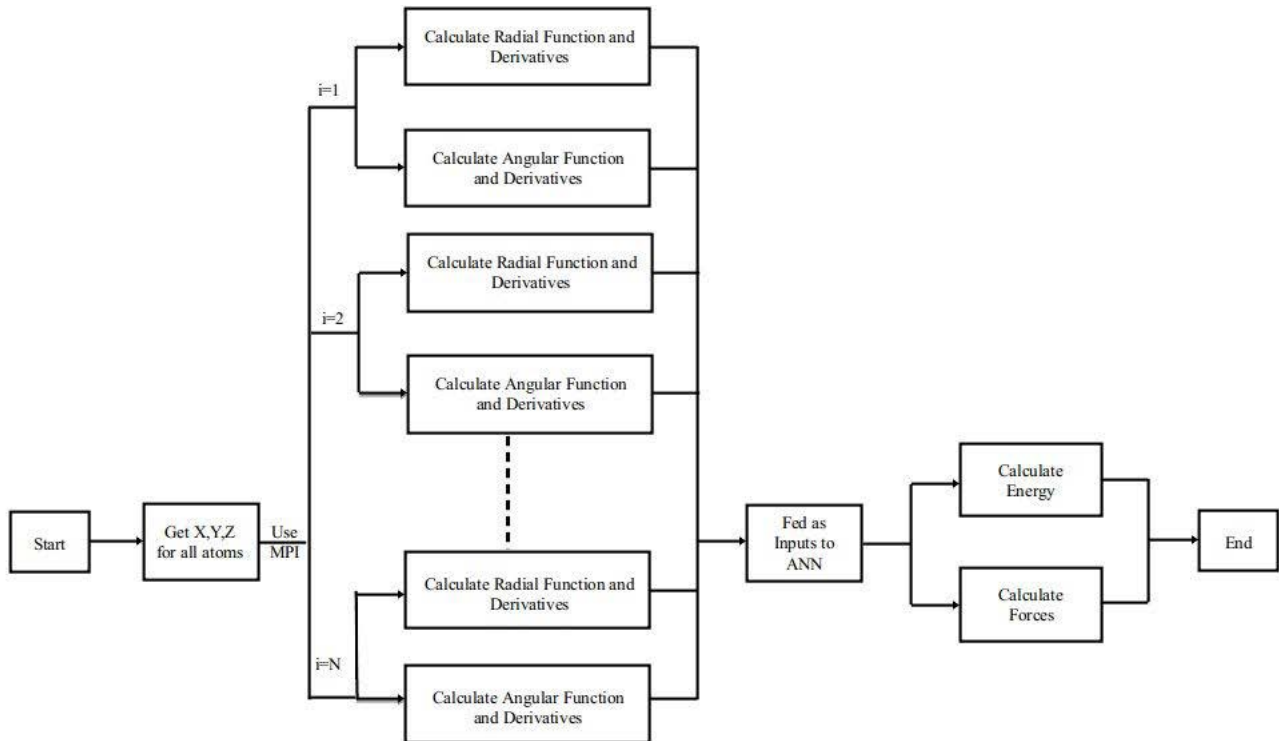 Start
Get X,Y,Z
for all atoms
Use
MPI
i=1
Calculate Radial Function and
Derivatives
Calculate Angular Function
and Derivatives
i=2
Calculate Radial Function and
Derivatives
Calculate Angular Function
and Derivatives
i=N
Calculate Radial Function and
Derivatives
Calculate Angular Function
and Derivatives
Fed as
Inputs to
ANN
Calculate
Energy
Calculate
Forces
End